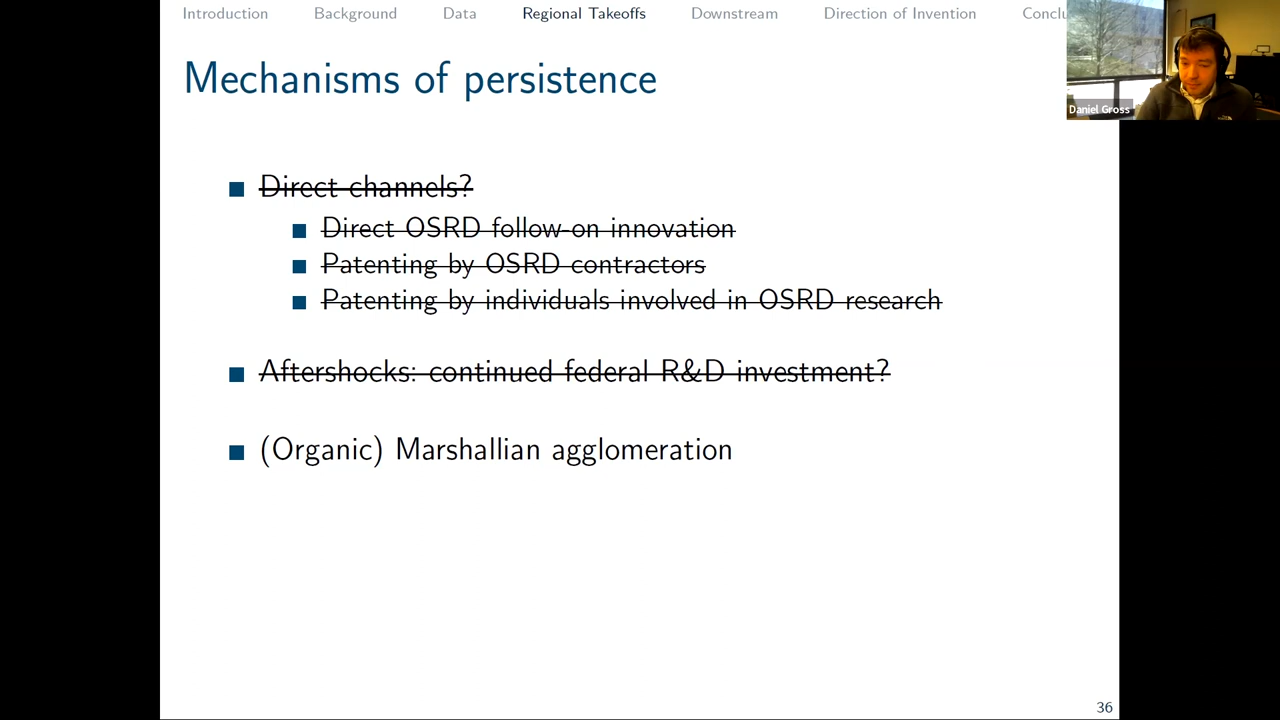 Introduction Background Data Regional Takeoffs Downstream Direction of Invention
Daniel Gross
Mechanisms of persistence
Direct channels?
Direct OSRD follow-on innovation
Patenting by OSRD contractors
Patenting by individuals involved in OSRD research
Aftershocks: continued federal R&D investment?
(Organic) Marshallian agglomeration
36